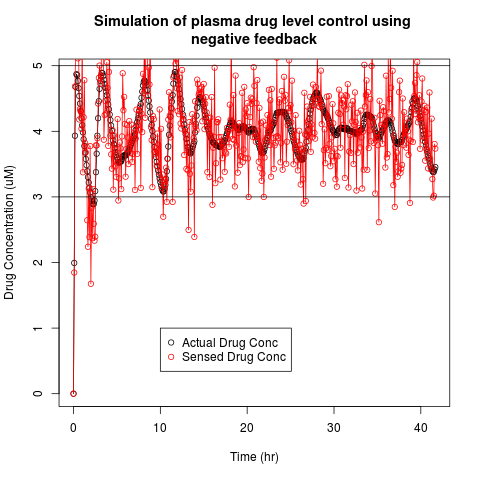 Simulation of plasma drug level control using
negative feedback
Drug Concentration (uM)
5
4
3
2
1
0
Actual Drug Conc
Sensed Drug Conc
0 10 20 30 40
Time (hr)